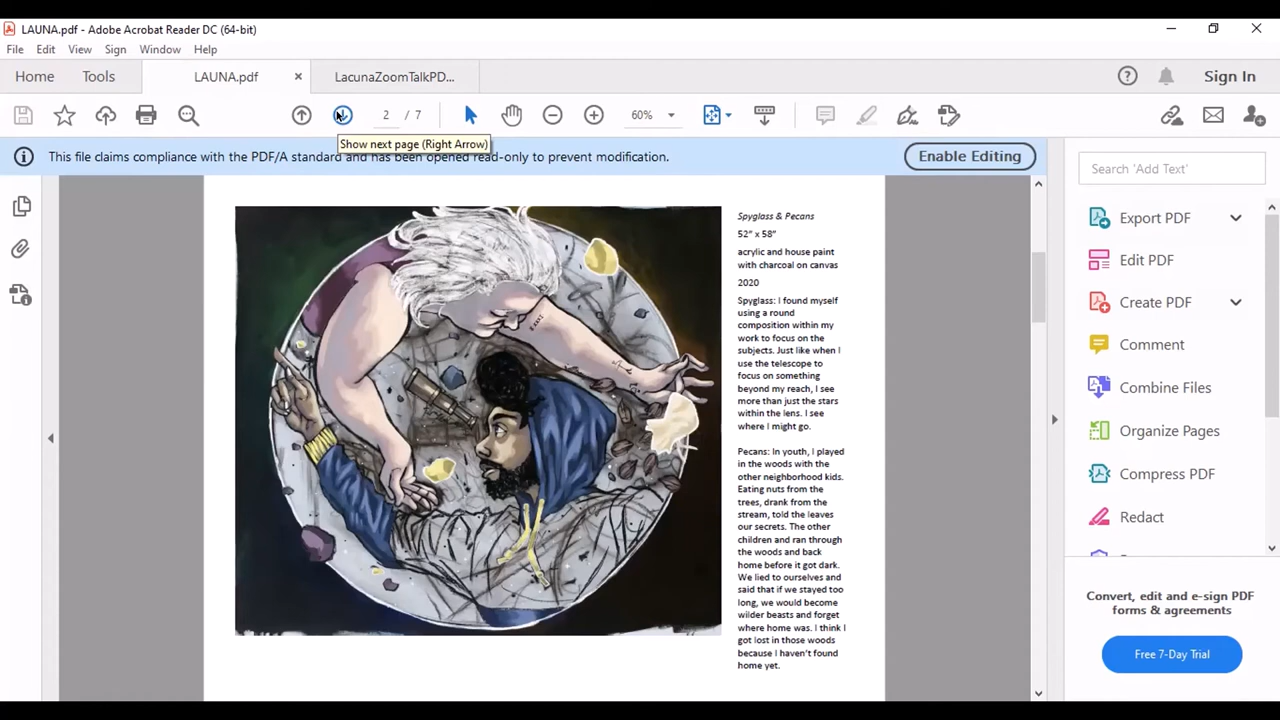 LAUNA.pdf - Adobe Acrobat Reader DC (64-bit)
File Edit View Sign Window Help
Home Tools LAUNA.pdf × LacunaZoomTalkPD... ? Sign In
2 / 7 60%
Show next page (Right Arrow)
This file claims compliance with the PDF/A standard and has been opened read-only to prevent modification. Enable Editing
Spyglass & Pecans
52" x 58"
acrylic and house paint
with charcoal on canvas
2020
Spyglass: I found myself
using a round
composition within my
work to focus on the
subjects. Just like when I
use the telescope to
focus on something
beyond my reach, I see
more than just the stars
within the lens. I see
where I might go.
Pecans: In youth, I played
in the woods with the
other neighborhood kids.
Eating nuts from the
trees, drank from the
stream, told the leaves
our secrets. The other
children and ran through
the woods and back
home before it got dark.
We lied to ourselves and
said that if we stayed too
long, we would become
wilder beasts and forget
where home was. I think I
got lost in those woods
because I haven't found
home yet.
Search 'Add Text'
Export PDF
Edit PDF
Create PDF
Comment
Combine Files
Organize Pages
Compress PDF
Redact
Convert, edit and e-sign PDF
forms & agreements
Free 7-Day Trial